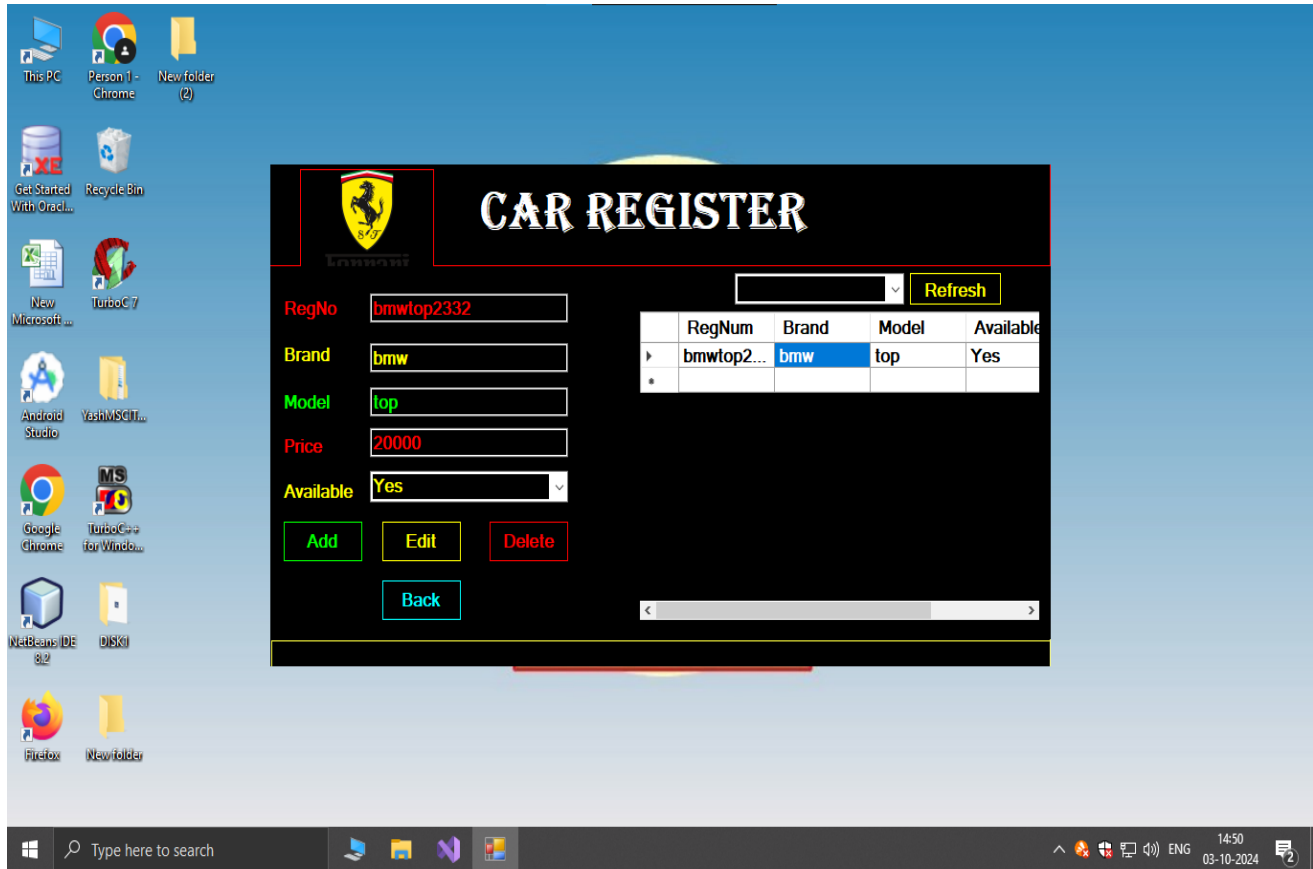 This PC
Person 1 -
Chrome
New folder
(2)
XE
Get Started
With Oracl...
Recycle Bin
New
Microsoft ...
TurboC 7
Android
Studio
YashMSCIT...
Google
Chrome
MS
TurboC++
for Windo...
NetBeans IDE
8.2
DISK1
Firefox
New folder
S F
CAR REGISTER
Refresh
RegNo
bmwtop2332
Brand
bmw
Model
top
Price
20000
Available
Yes
Add
Edit
Delete
Back
RegNum Brand Model Available
bmwtop2... bmw top Yes
Type here to search
ENG
14:50
03-10-2024
2